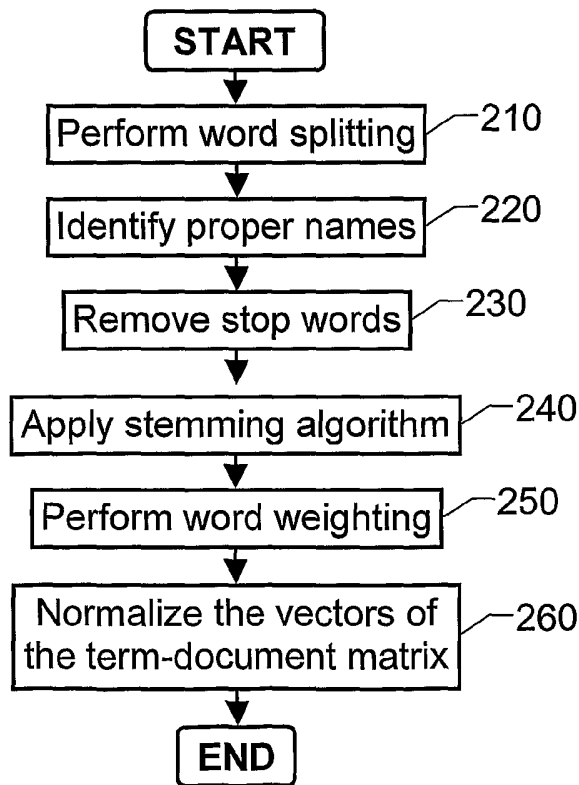 START
Perform word splitting
210
Identify proper names
220
Remove stop words
230
Apply stemming algorithm
240
Perform word weighting
250
Normalize the vectors of
the term-document matrix
260
END